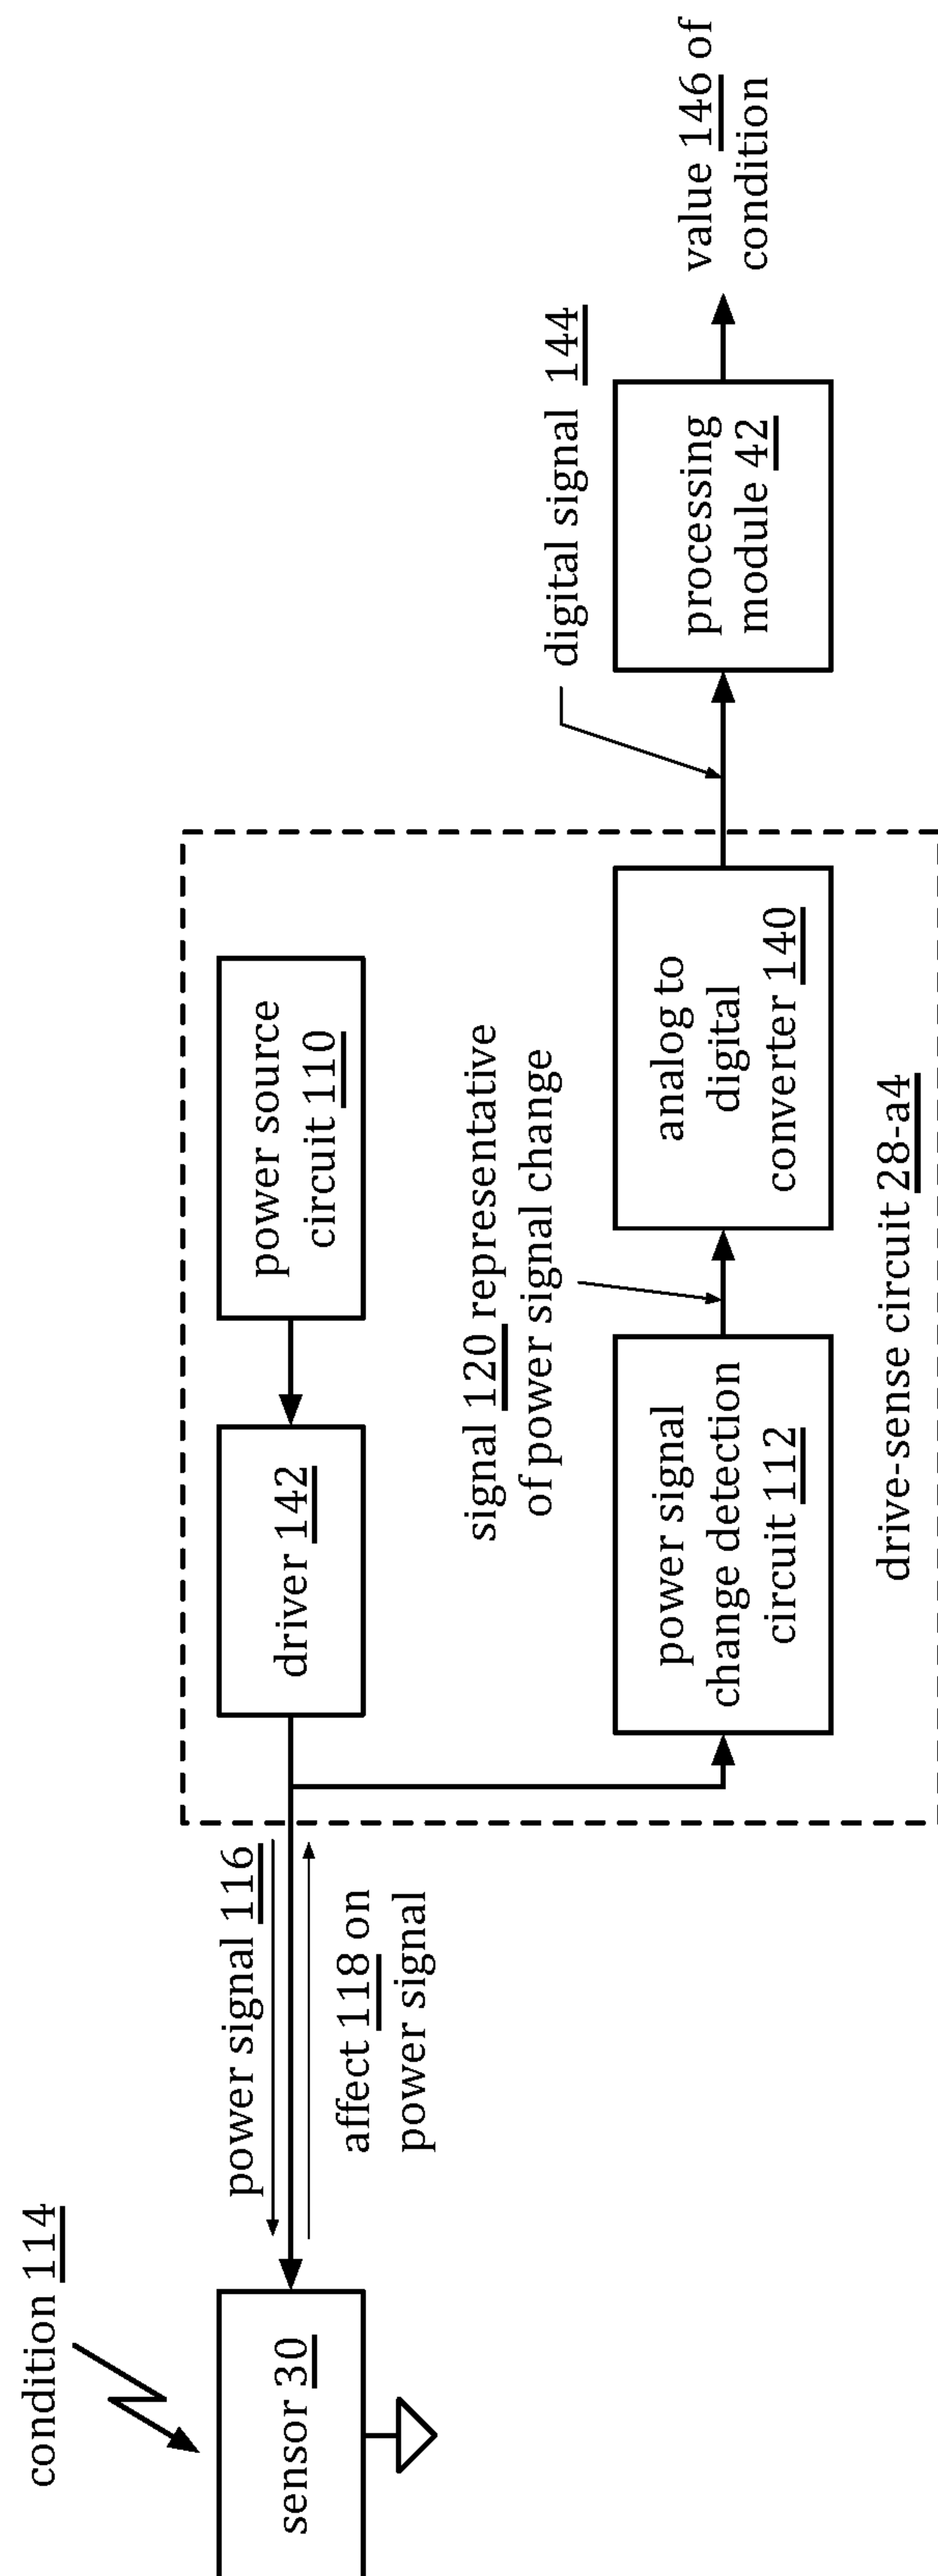 condition 114
sensor 30
power signal 116
affect 118 on
power signal
driver 142
power source
circuit 110
signal 120 representative
of power signal change
power signal
change detection
circuit 112
analog to
digital
converter 140
drive-sense circuit 28-a4
digital signal 144
processing
module 42
value 146 of
condition